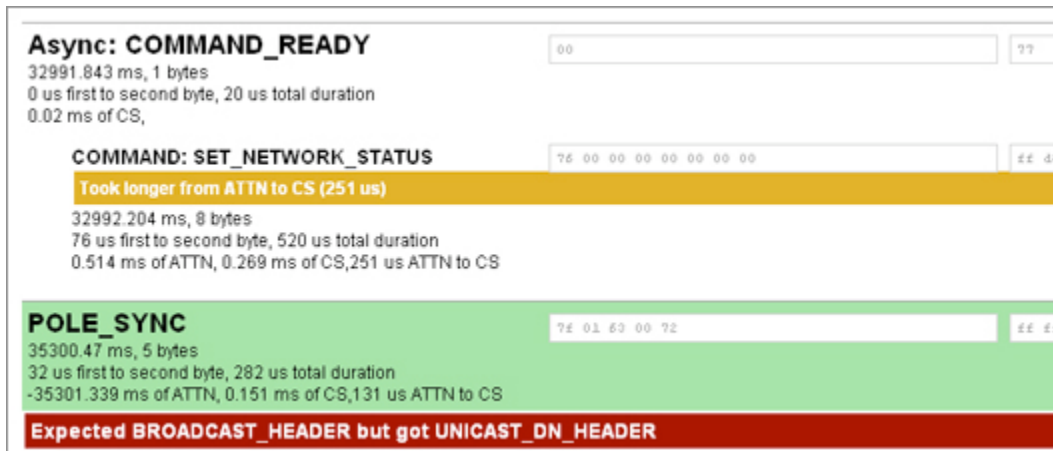 Async: COMMAND_READY
00
77
32991.843 ms, 1 bytes
0 us first to second byte, 20 us total duration
0.02 ms of CS,
COMMAND: SET_NETWORK_STATUS
76 00 00 00 00 00 00 00
ff
Took longer from ATTN to CS (251 us)
32992.204 ms, 8 bytes
76 us first to second byte, 520 us total duration
0.514 ms of ATTN, 0.269 ms of CS,251 us ATTN to CS
POLE_SYNC
7f 01 63 00 72
ff
35300.47 ms, 5 bytes
32 us first to second byte, 282 us total duration
-35301.339 ms of ATTN, 0.151 ms of CS,131 us ATTN to CS
Expected BROADCAST_HEADER but got UNICAST_DN_HEADER